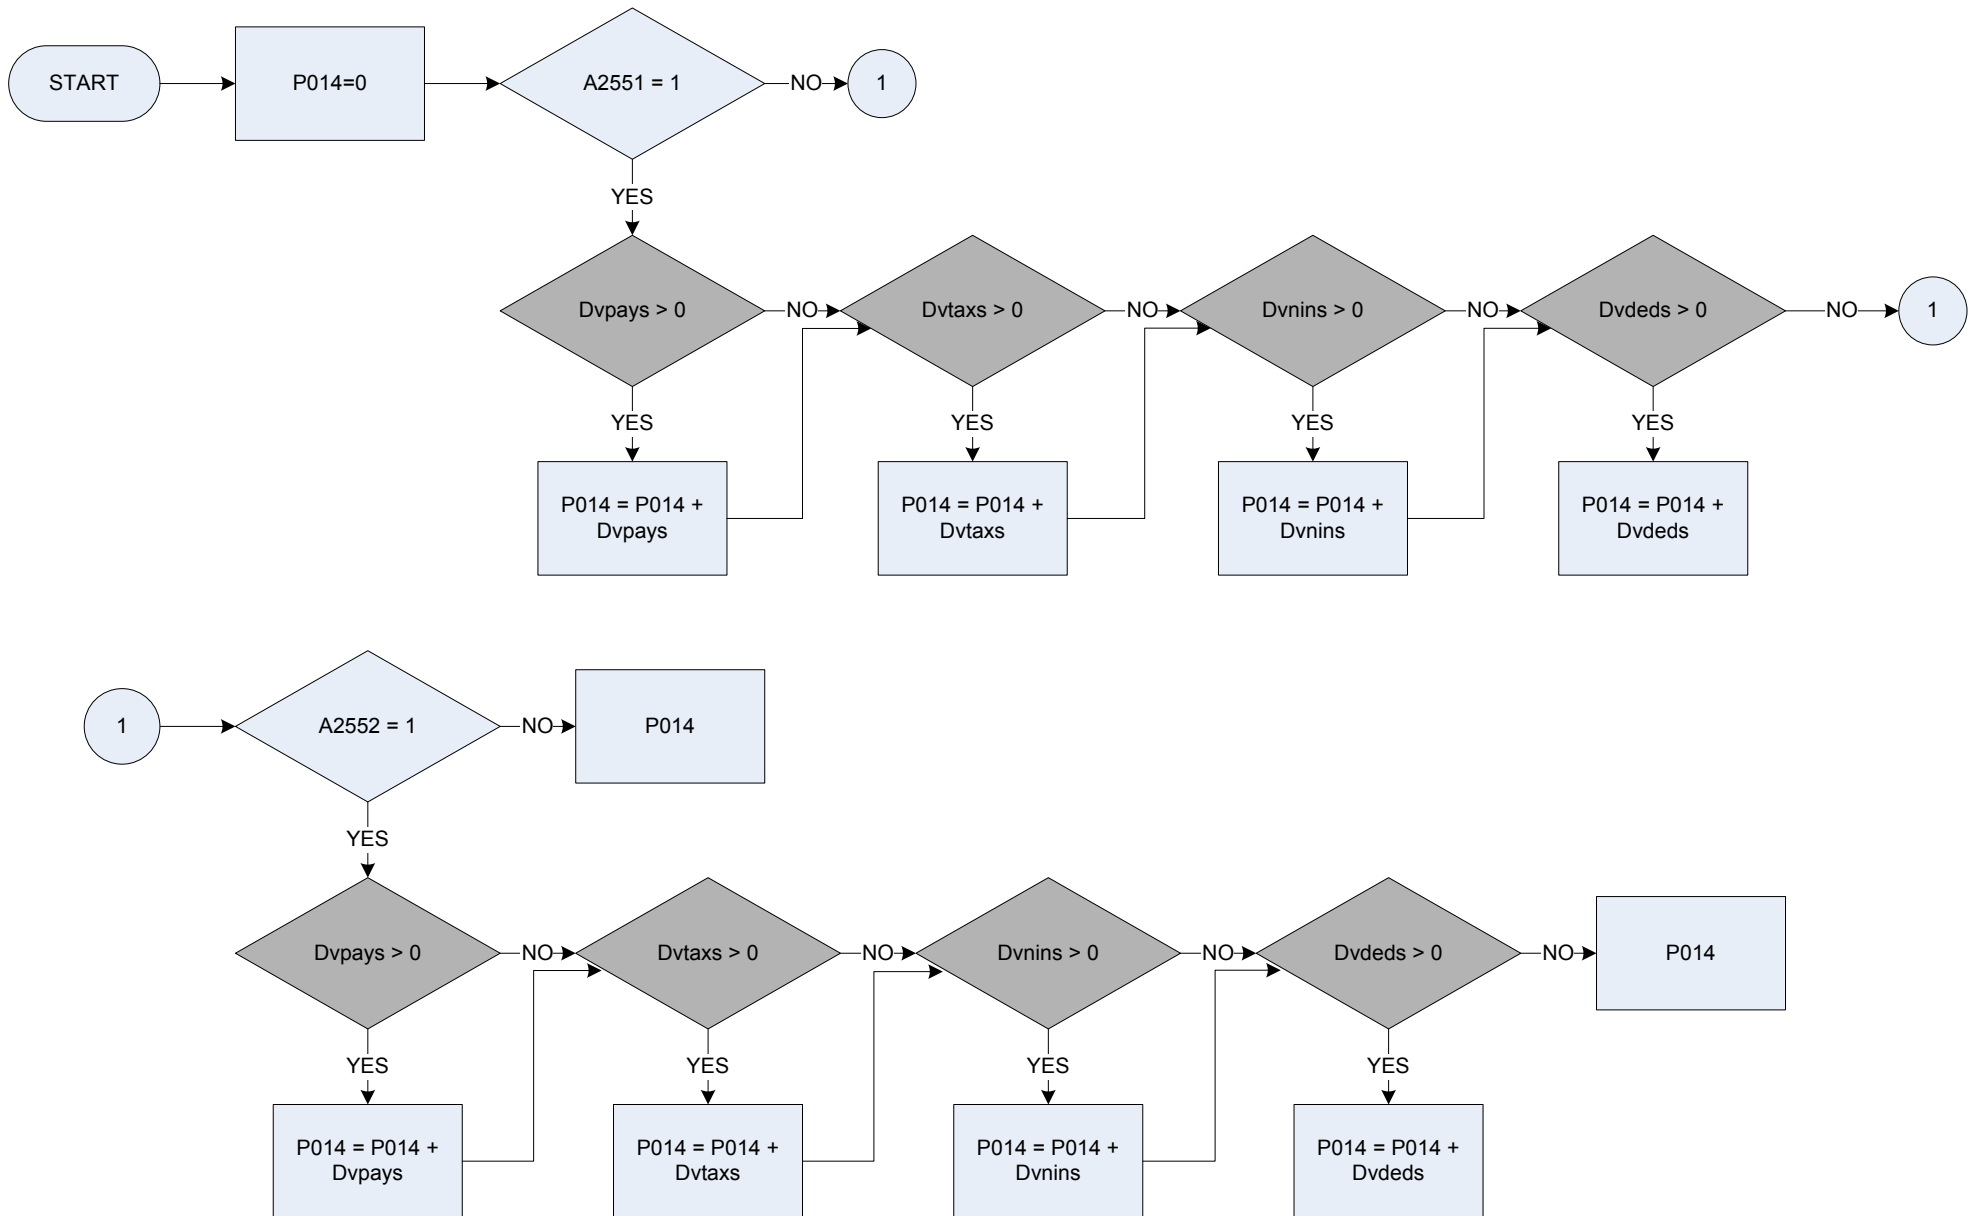 START
P014=0
A2551 = 1
NO
1
YES
Dvpays > 0
NO
Dvtaxs > 0
NO
Dvnins > 0
NO
Dvdeds > 0
NO
1
YES
YES
YES
YES
P014 = P014 +
Dvpays
P014 = P014 +
Dvtaxs
P014 = P014 +
Dvnins
P014 = P014 +
Dvdeds
1
A2552 = 1
NO
P014
YES
Dvpays > 0
NO
Dvtaxs > 0
NO
Dvnins > 0
NO
Dvdeds > 0
NO
P014
YES
YES
YES
YES
P014 = P014 +
Dvpays
P014 = P014 +
Dvtaxs
P014 = P014 +
Dvnins
P014 = P014 +
Dvdeds